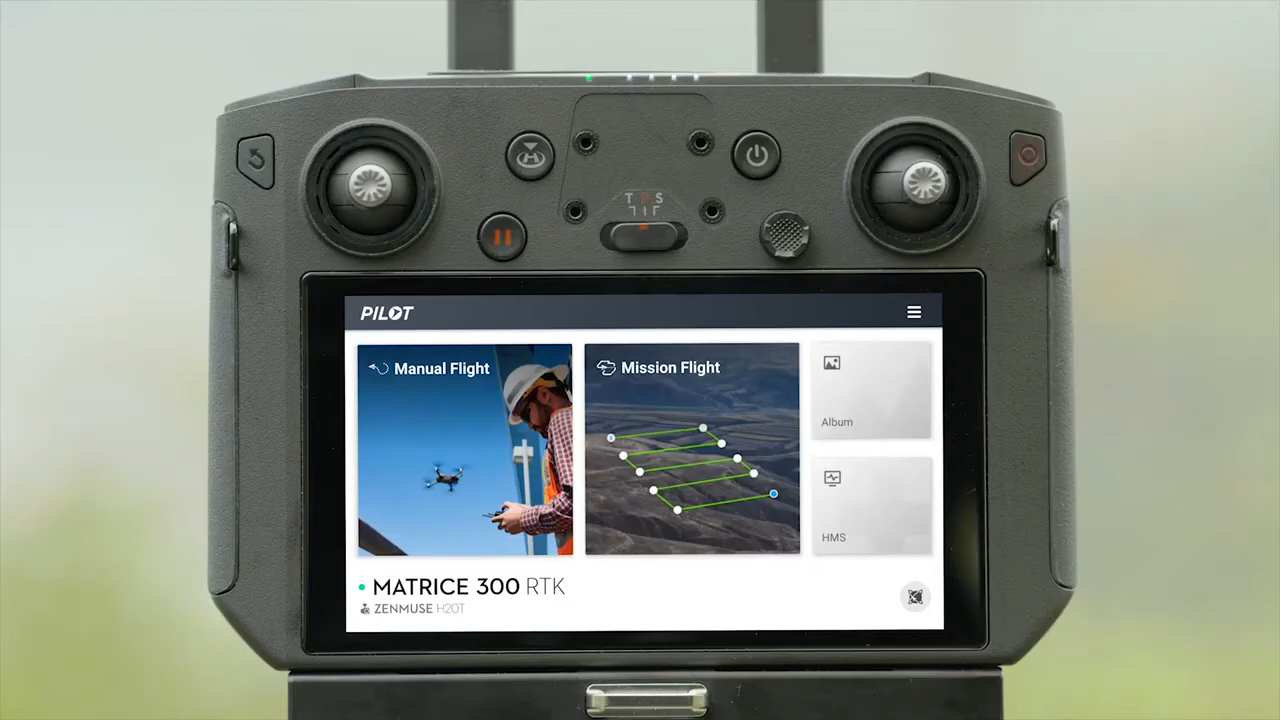 T P S
PILOT
Manual Flight
Mission Flight
Album
HMS
MATRICE 300 RTK
ZENMUSE H20T